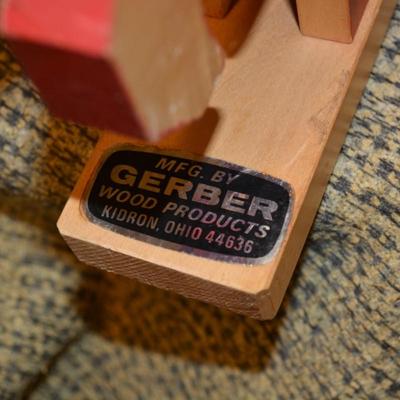 MFG. BY
GERBER
WOOD PRODUCTS
KIDRON, OHIO 44636